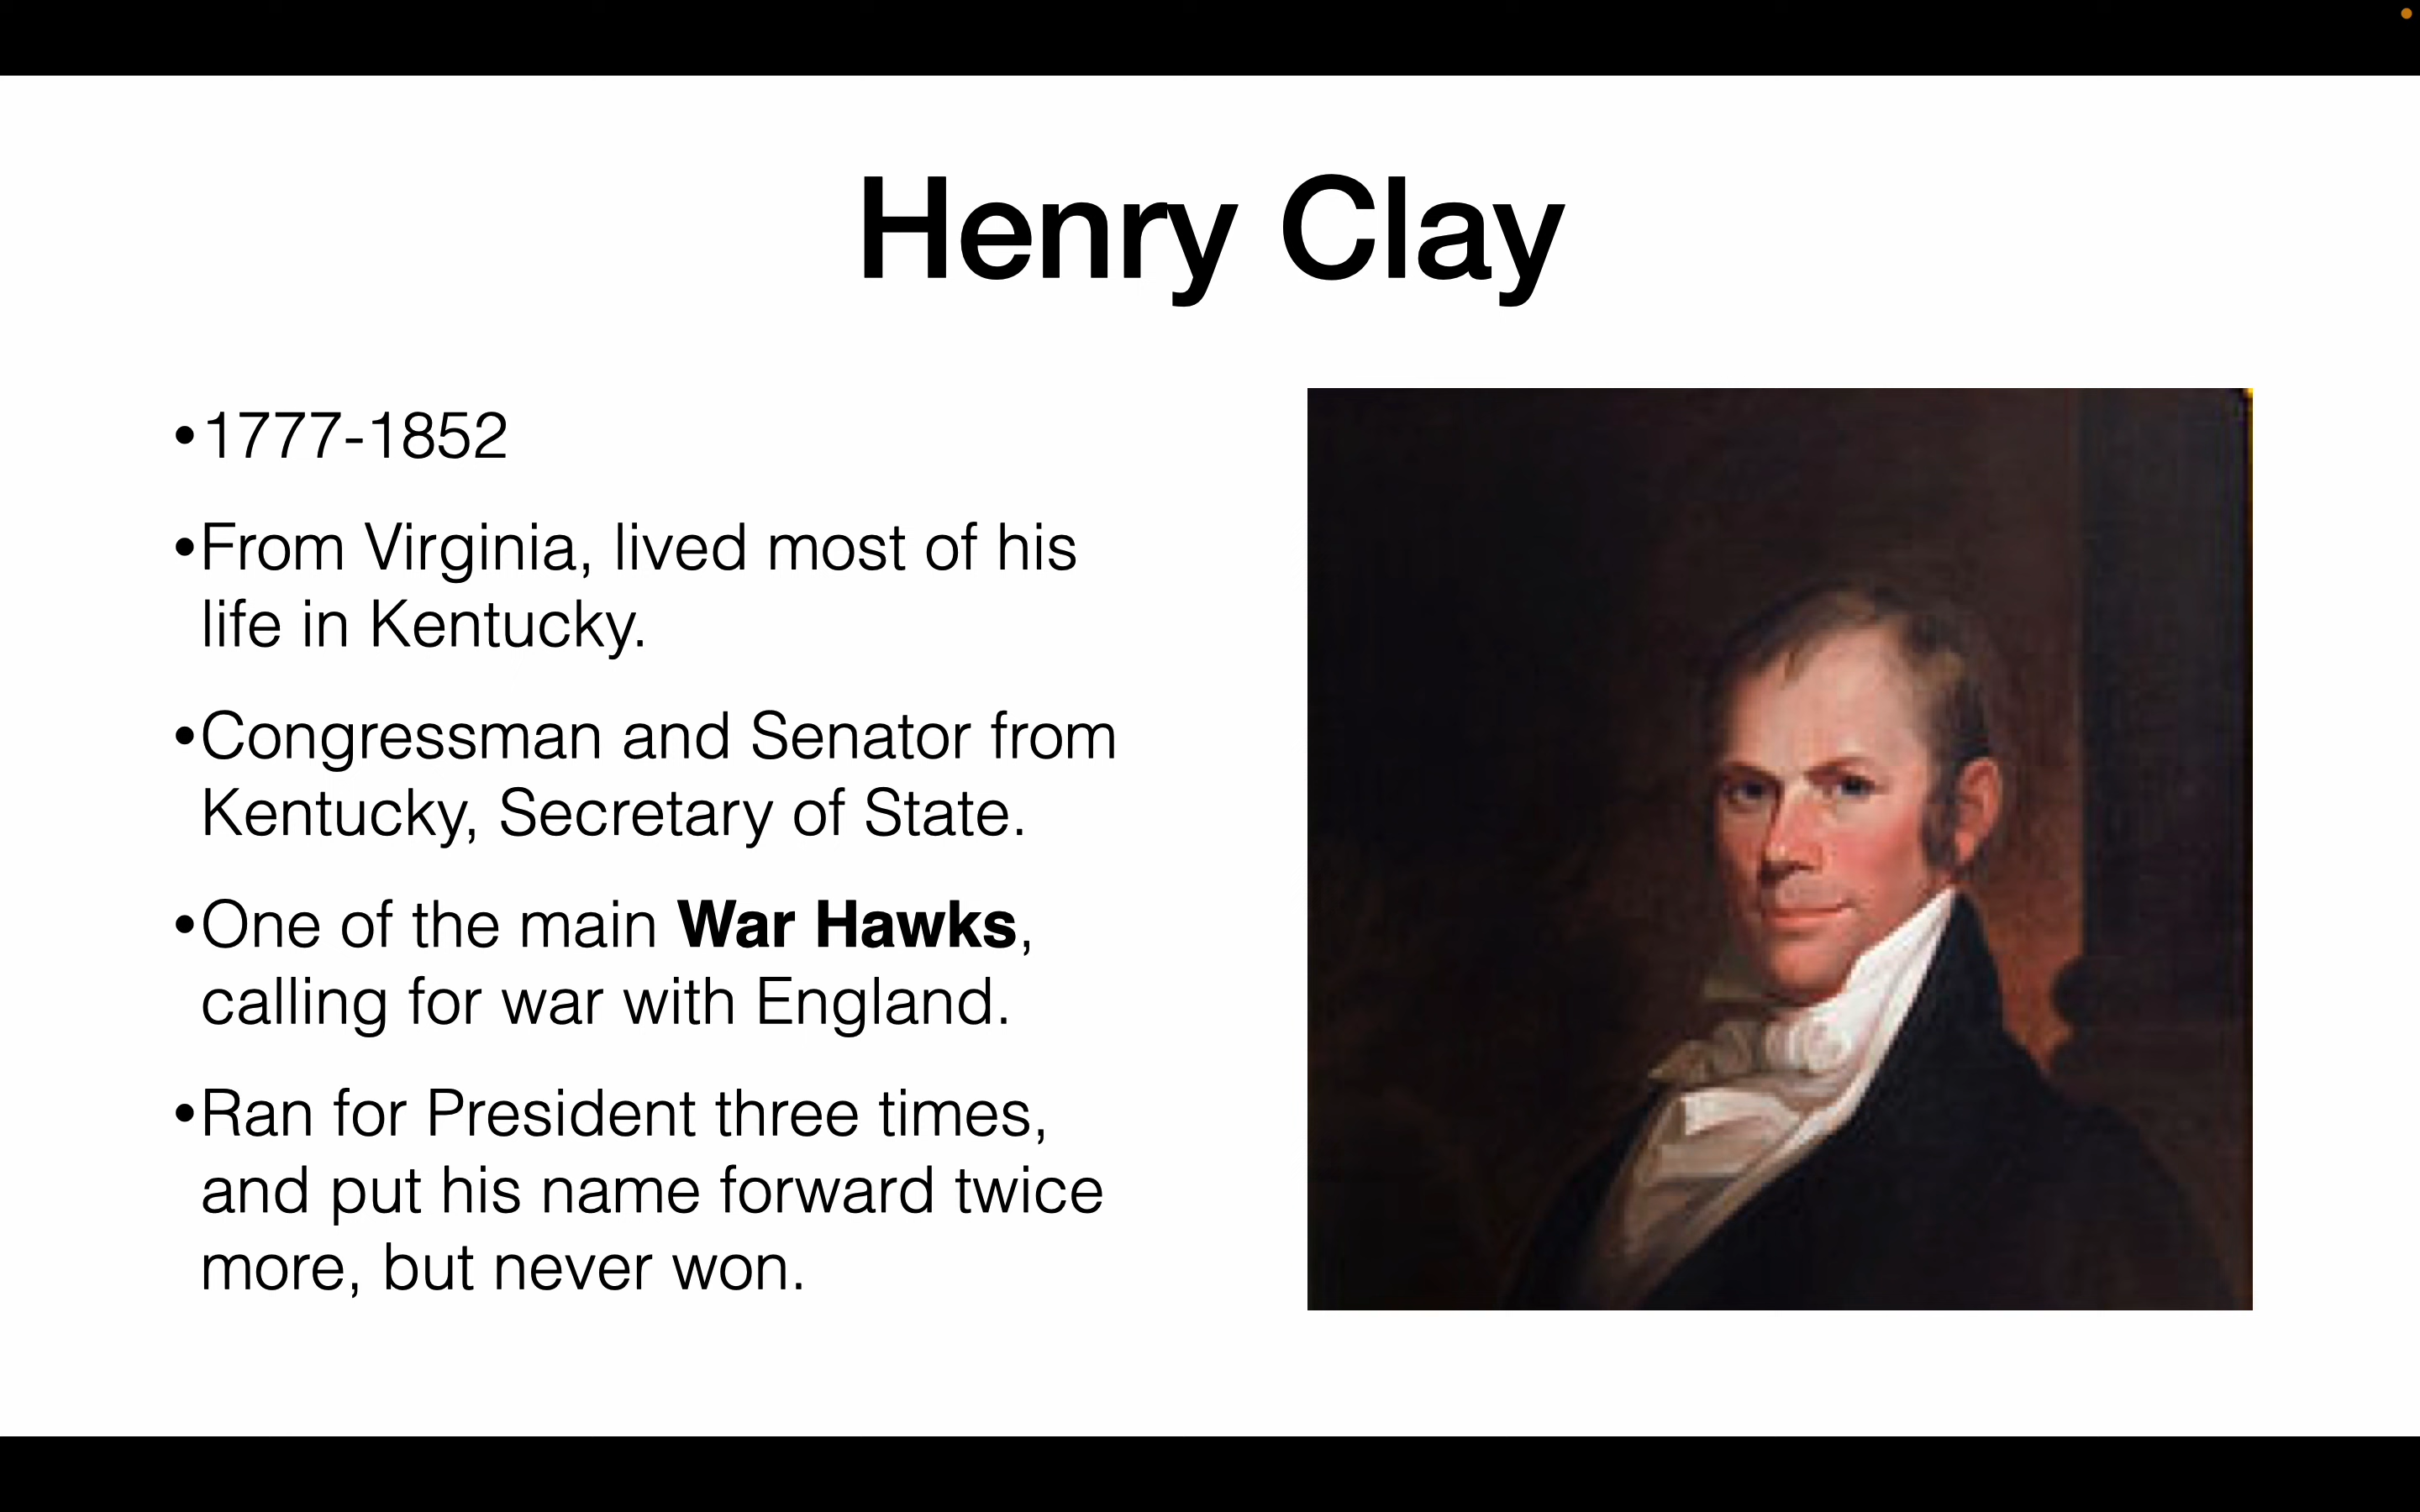 Henry Clay
•1777-1852
•From Virginia, lived most of his
life in Kentucky.
•Congressman and Senator from
Kentucky, Secretary of State.
•One of the main War Hawks,
calling for war with England.
•Ran for President three times,
and put his name forward twice
more, but never won.